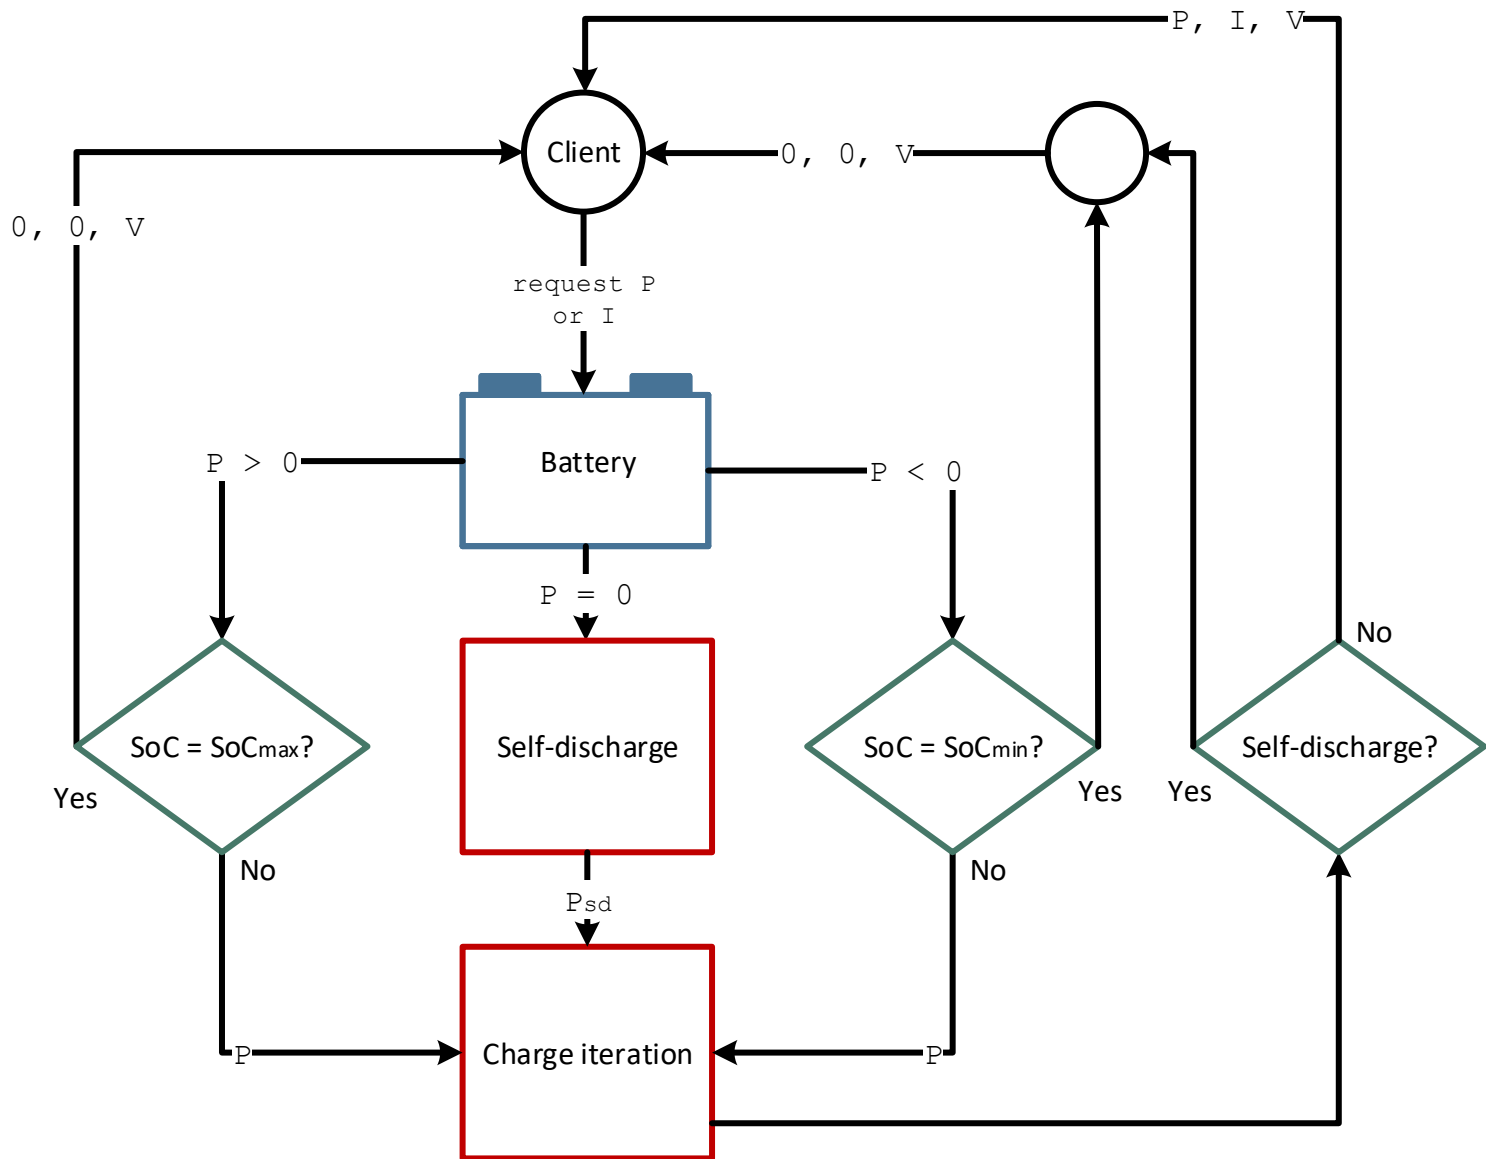 P, I, V
Client
0, 0, V
0, 0, V
request P
or I
P > 0
Battery
P < 0
P = 0
No
SoC = SoCmax?
Self-discharge
SoC = SoCmin?
Self-discharge?
Yes
Yes
Yes
No
No
Psd
P
Charge iteration
P